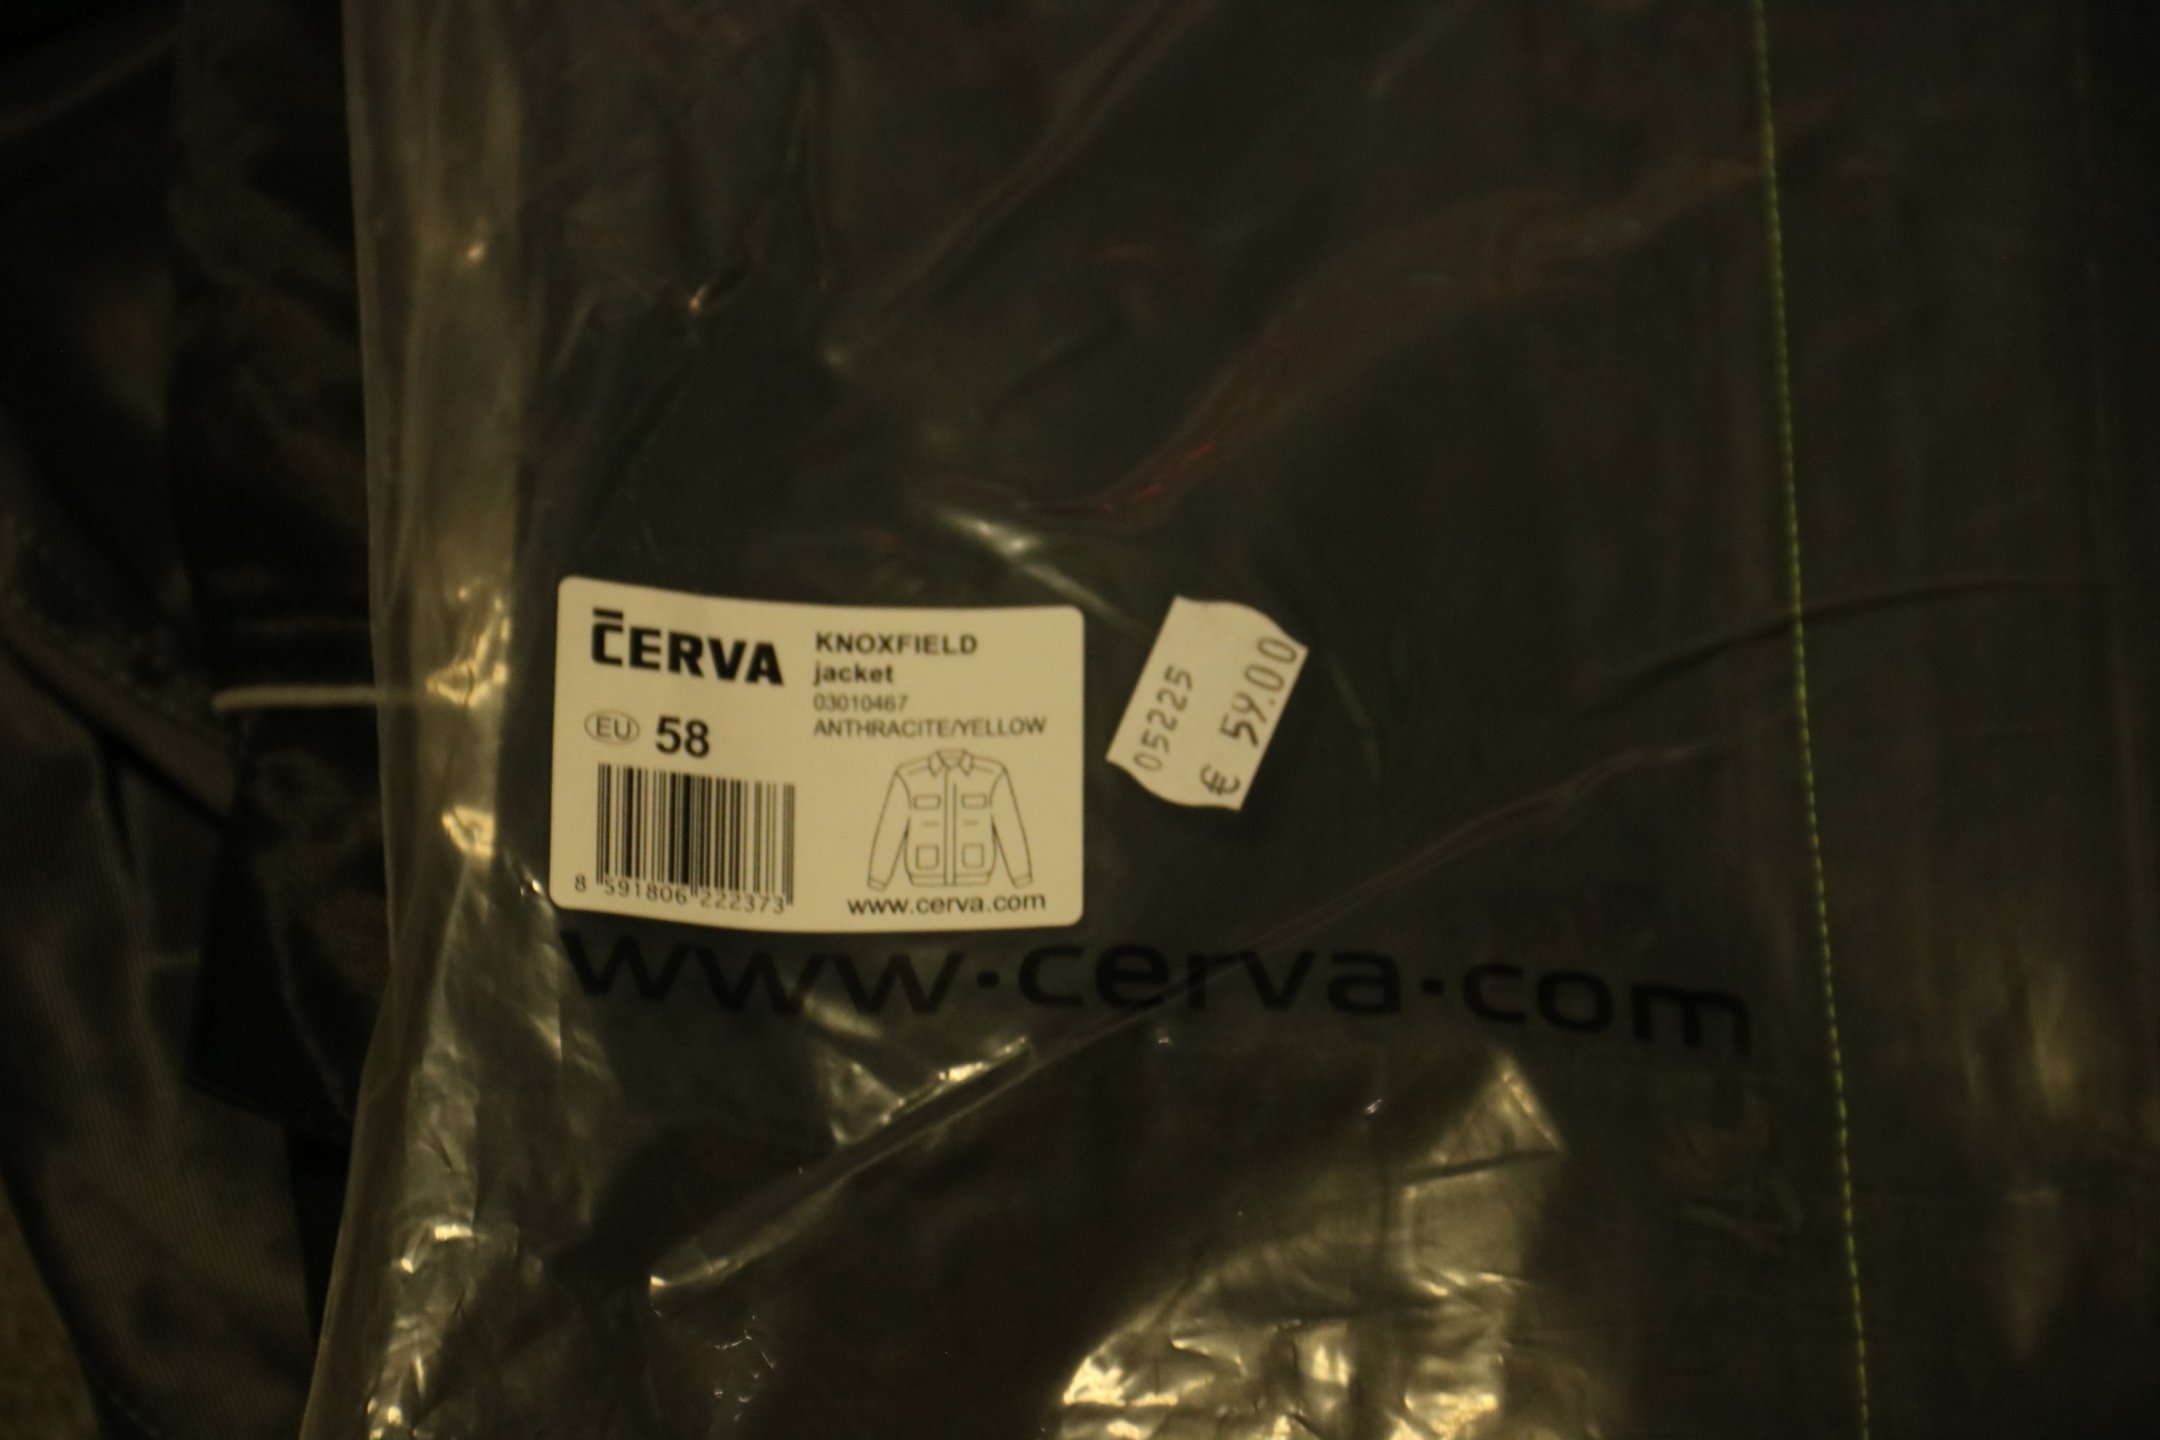 CERVA
KNOXFIELD
jacket
03010467
ANTHRACITE/YELLOW
EU 58
8 591806 222373
www.cerva.com
05225
€ 59.00
www.cerva.com